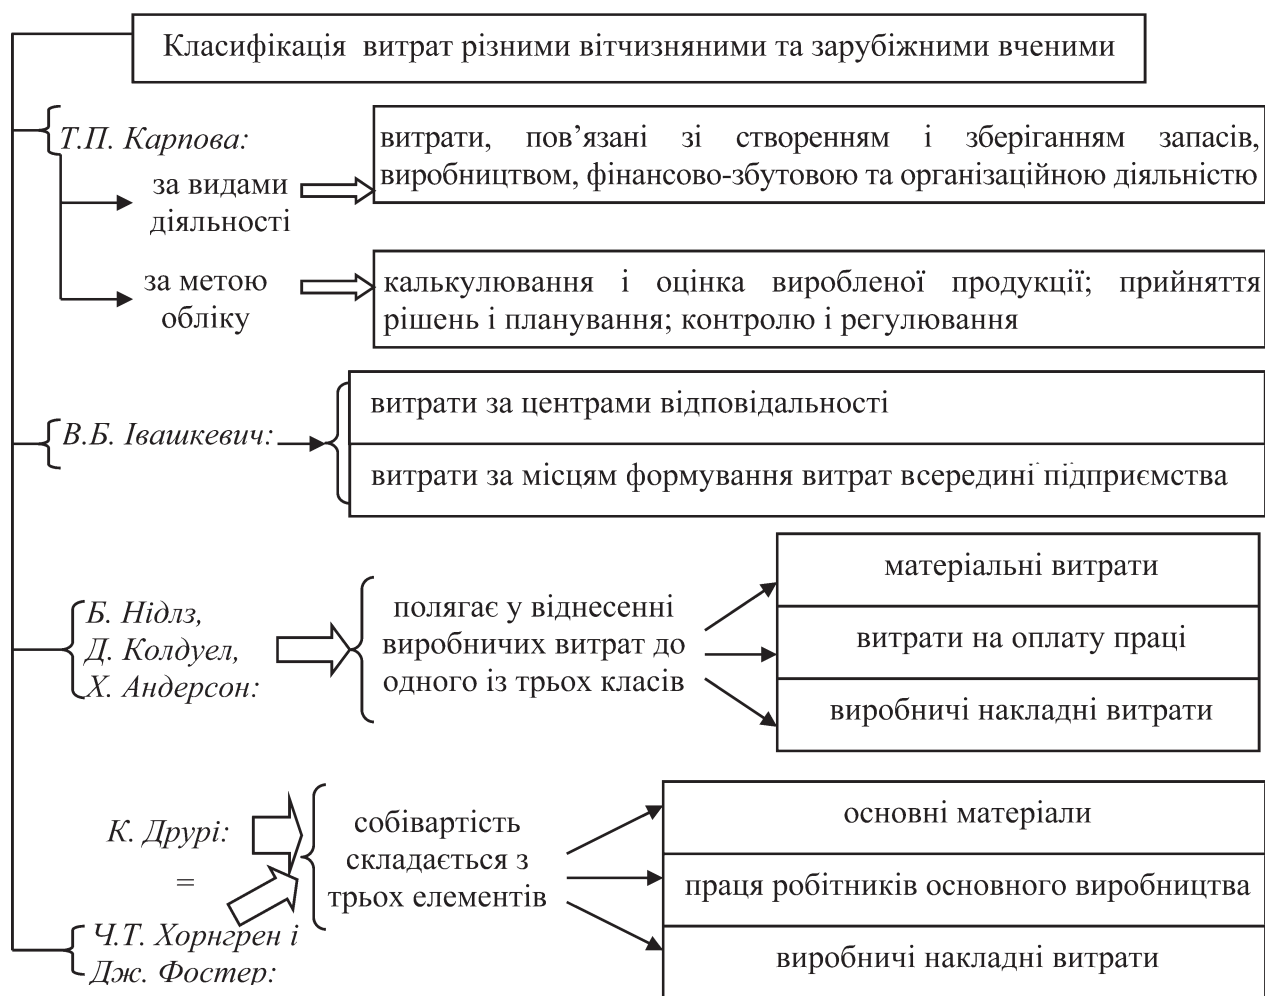 Класифікація витрат різними вітчизняними та зарубіжними вченими
Т.П. Карпова:
за видами
діяльності
витрати, пов’язані зі створенням і зберіганням запасів,
виробництвом, фінансово-збутовою та організаційною діяльністю
за метою
обліку
калькулювання і оцінка виробленої продукції; прийняття
рішень і планування; контролю і регулювання
В.Б. Івашкевич:
витрати за центрами відповідальності
витрати за місцям формування витрат всередині підприємства
Б. Нідлз,
Д. Колдуел,
Х. Андерсон:
полягає у віднесенні
виробничих витрат до
одного із трьох класів
матеріальні витрати
витрати на оплату праці
виробничі накладні витрати
К. Друрі:
=
Ч.Т. Хорнгрен і
Дж. Фостер:
собівартість
складається з
трьох елементів
основні матеріали
праця робітників основного виробництва
виробничі накладні витрати